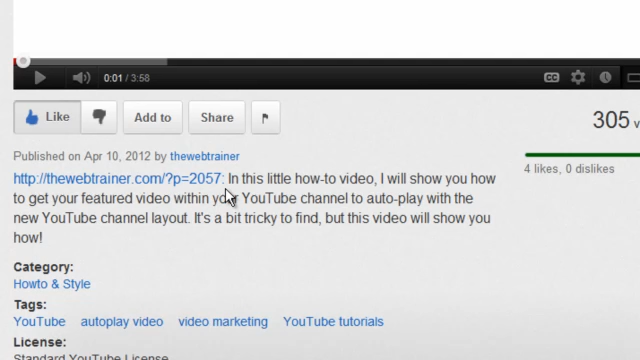 0:01 / 3:58
CC
Like
Add to
Share
305
Published on Apr 10, 2012 by thewebtrainer
4 likes, 0 dislikes
http://thewebtrainer.com/?p=2057: In this little how-to video, I will show you how
to get your featured video within your YouTube channel to auto-play with the
new YouTube channel layout. It's a bit tricky to find, but this video will show you
how!
Category:
Howto & Style
Tags:
YouTube autoplay video video marketing YouTube tutorials
License:
Standard YouTube License